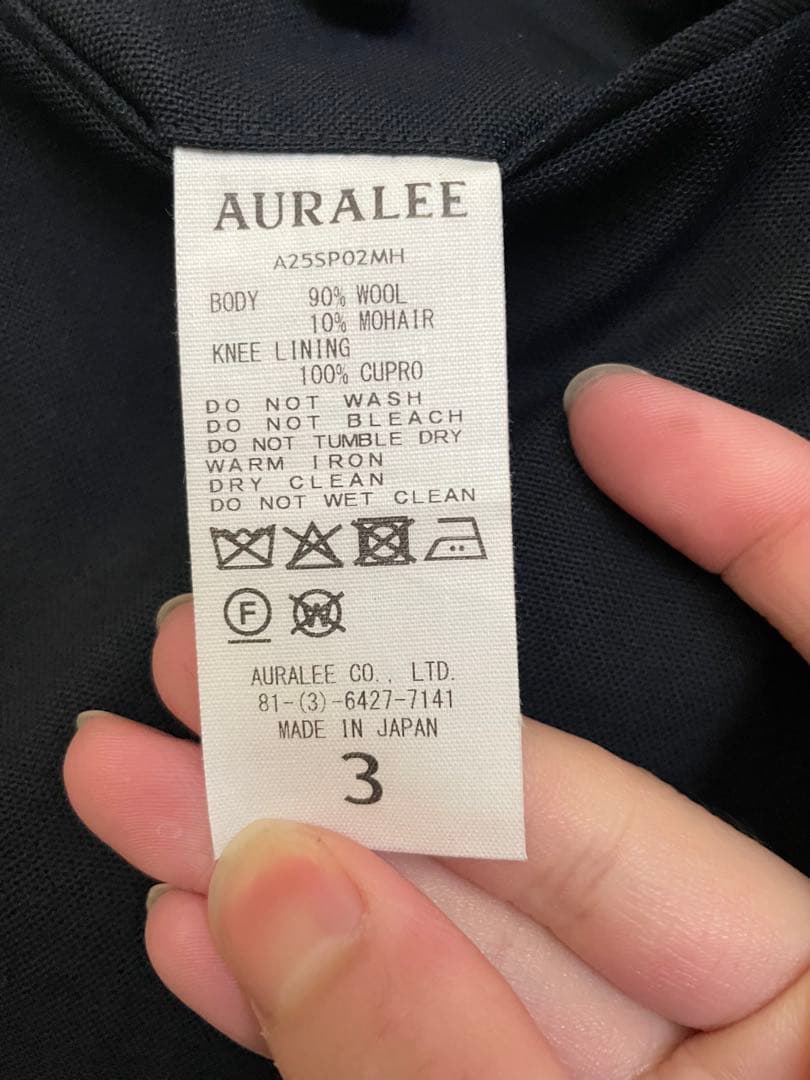 AURALEE
A25SP02MH
BODY 90% WOOL
10% MOHAIR
KNEE LINING
100% CUPRO
DO NOT WASH
DO NOT BLEACH
DO NOT TUMBLE DRY
WARM IRON
DRY CLEAN
DO NOT WET CLEAN
F W
AURALEE CO., LTD.
81-(3)-6427-7141
MADE IN JAPAN
3